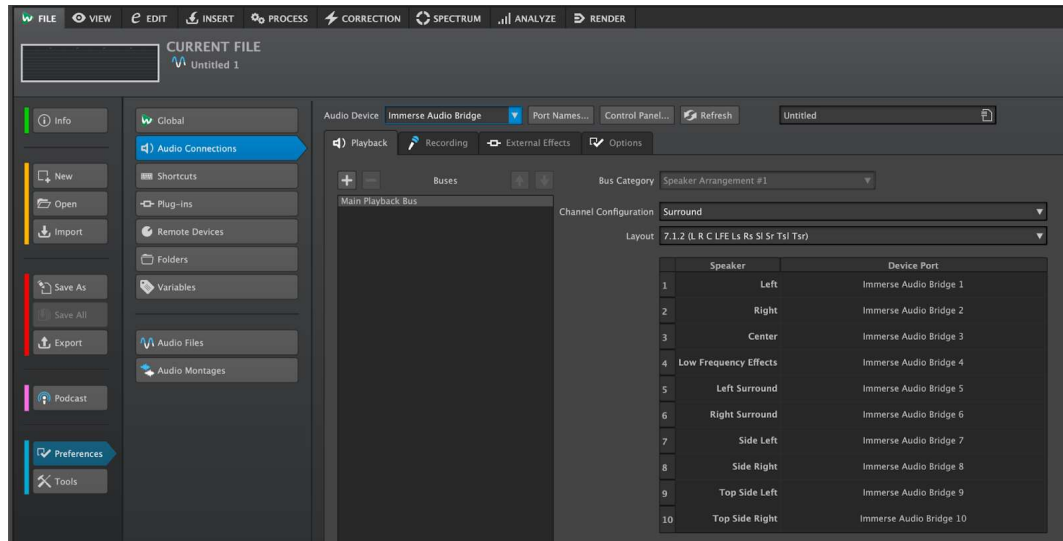 FILE VIEW EDIT INSERT PROCESS CORRECTION SPECTRUM ANALYZE RENDER
CURRENT FILE
Untitled 1
Info
New
Open
Import
Save As
Save All
Export
Podcast
Preferences
Tools
Global
Audio Connections
Shortcuts
Plug-ins
Remote Devices
Folders
Variables
Audio Files
Audio Montages
Audio Device Immerse Audio Bridge Port Names... Control Panel... Refresh Untitled
Playback Recording External Effects Options
Buses
Main Playback Bus
Bus Category Speaker Arrangement #1
Channel Configuration Surround
Layout 7.1.2 (L R C LFE Ls Rs Sl Sr Tsl Tsr)
Speaker Device Port
1 Left Immerse Audio Bridge 1
2 Right Immerse Audio Bridge 2
3 Center Immerse Audio Bridge 3
4 Low Frequency Effects Immerse Audio Bridge 4
5 Left Surround Immerse Audio Bridge 5
6 Right Surround Immerse Audio Bridge 6
7 Side Left Immerse Audio Bridge 7
8 Side Right Immerse Audio Bridge 8
9 Top Side Left Immerse Audio Bridge 9
10 Top Side Right Immerse Audio Bridge 10